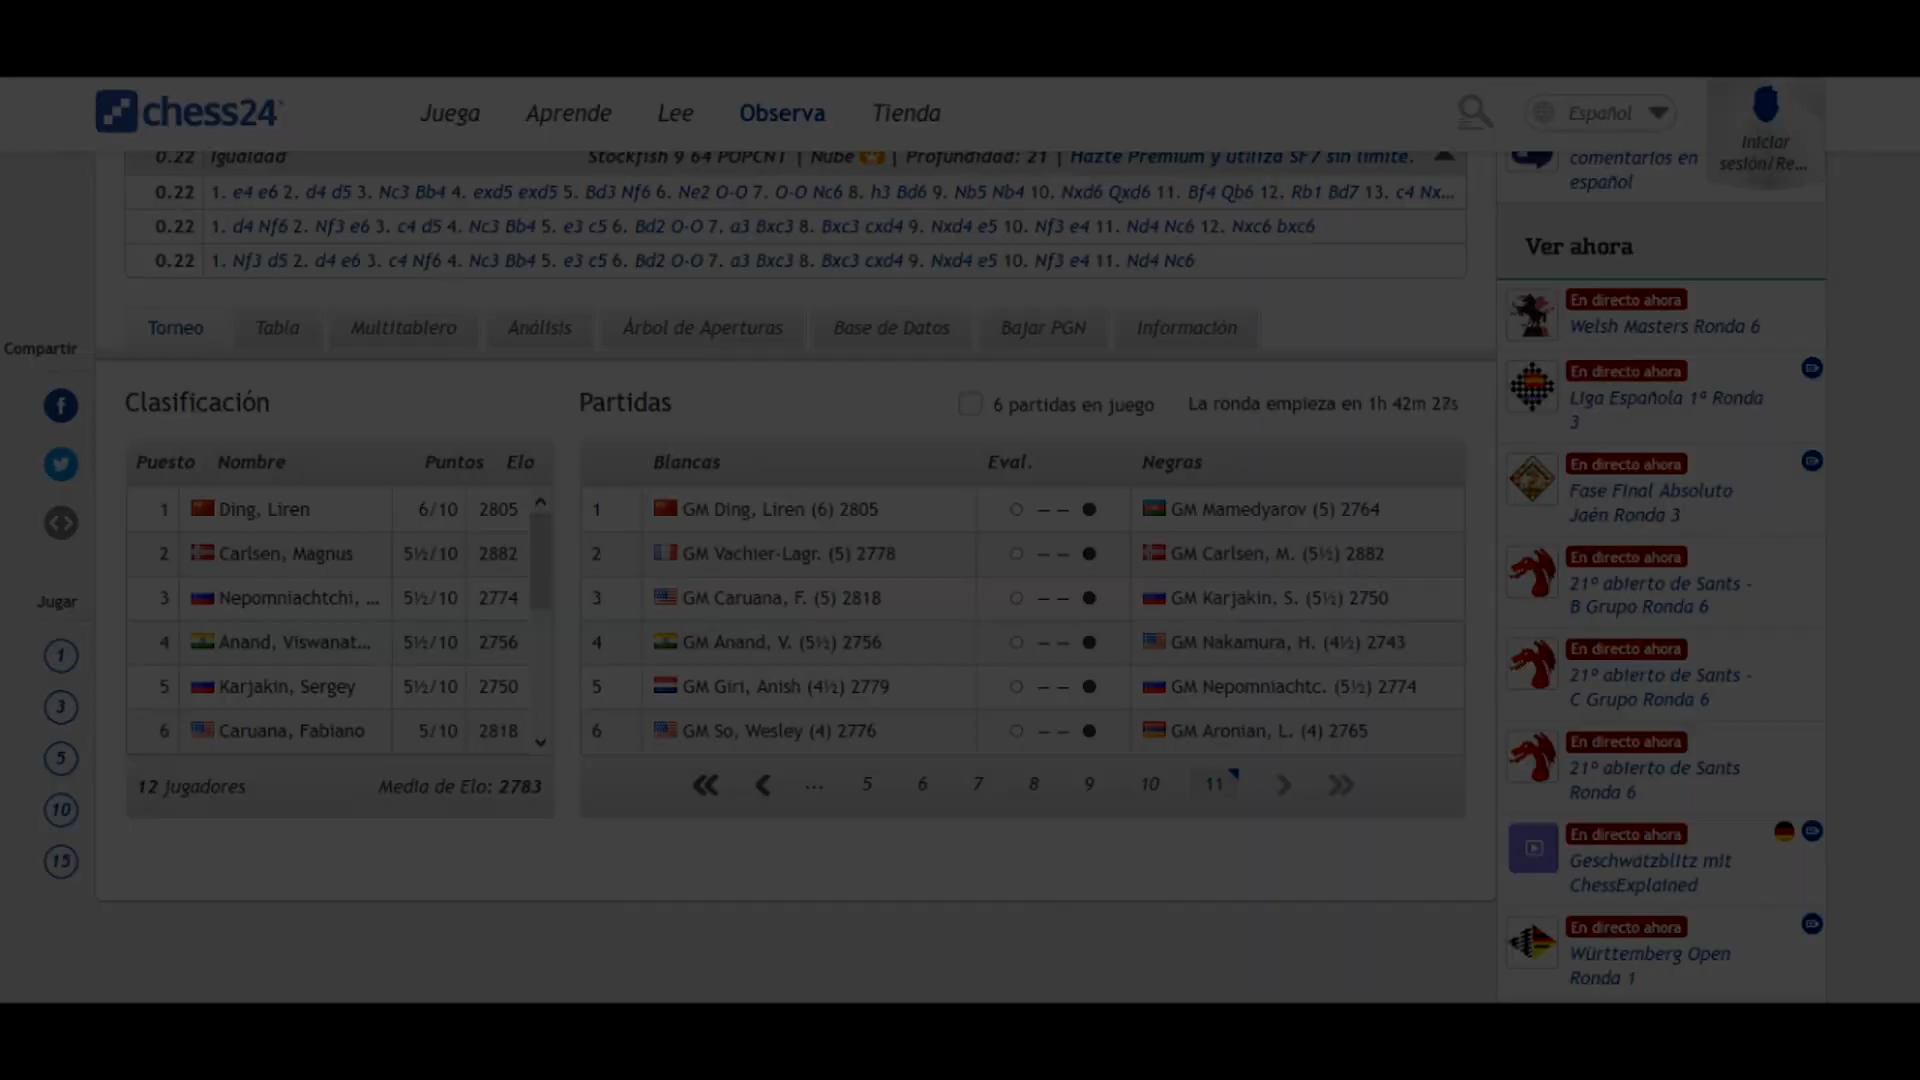 chess24
Juega Aprende Lee Observa Tienda
Español
Iniciar
sesión/Re...
0.22 Igualdad Stockfish 9 64 POPCNT | Nube | Profundidad: 21 | Hazte Premium y utiliza SF7 sin límite.
0.22 1. e4 e6 2. d4 d5 3. Nc3 Bb4 4. exd5 exd5 5. Bd3 Nf6 6. Ne2 O-O 7. O-O Nc6 8. h3 Bd6 9. Nb5 Nb4 10. Nxd6 Qxd6 11. Bf4 Qb6 12. Rb1 Bd7 13. c4 Nx...
0.22 1. d4 Nf6 2. Nf3 e6 3. c4 d5 4. Nc3 Bb4 5. e3 c5 6. Bd2 O-O 7. a3 Bxc3 8. Bxc3 cxd4 9. Nxd4 e5 10. Nf3 e4 11. Nd4 Nc6 12. Nxc6 bxc6
0.22 1. Nf3 d5 2. d4 e6 3. c4 Nf6 4. Nc3 Bb4 5. e3 c5 6. Bd2 O-O 7. a3 Bxc3 8. Bxc3 cxd4 9. Nxd4 e5 10. Nf3 e4 11. Nd4 Nc6
Torneo Tabla Multitablero Análisis Árbol de Aperturas Base de Datos Bajar PGN Información
Compartir
Jugar
1
3
5
10
15
Clasificación
Puesto Nombre Puntos Elo
1 Ding, Liren 6/10 2805
2 Carlsen, Magnus 5½/10 2882
3 Nepomniachtchi, ... 5½/10 2774
4 Anand, Viswanat... 5½/10 2756
5 Karjakin, Sergey 5½/10 2750
6 Caruana, Fabiano 5/10 2818
12 jugadores Media de Elo: 2783
Partidas 6 partidas en juego La ronda empieza en 1h 42m 22s
Blancas Eval. Negras
1 GM Ding, Liren (6) 2805 -- GM Mamedyarov (5) 2764
2 GM Vachier-Lagr. (5) 2778 -- GM Carlsen, M. (5½) 2882
3 GM Caruana, F. (5) 2818 -- GM Karjakin, S. (5½) 2750
4 GM Anand, V. (5½) 2756 -- GM Nakamura, H. (4½) 2743
5 GM Giri, Anish (4½) 2779 -- GM Nepomniachtc. (5½) 2774
6 GM So, Wesley (4) 2776 -- GM Aronian, L. (4) 2765
... 5 6 7 8 9 10 11
comentarios en
español
Ver ahora
En directo ahora
Welsh Masters Ronda 6
En directo ahora
Liga Española 1ª Ronda
3
En directo ahora
Fase Final Absoluto
Jaén Ronda 3
En directo ahora
21º abierto de Sants -
B Grupo Ronda 6
En directo ahora
21º abierto de Sants -
C Grupo Ronda 6
En directo ahora
21º abierto de Sants
Ronda 6
En directo ahora
Geschwätzblitz mit
ChessExplained
En directo ahora
Württemberg Open
Ronda 1